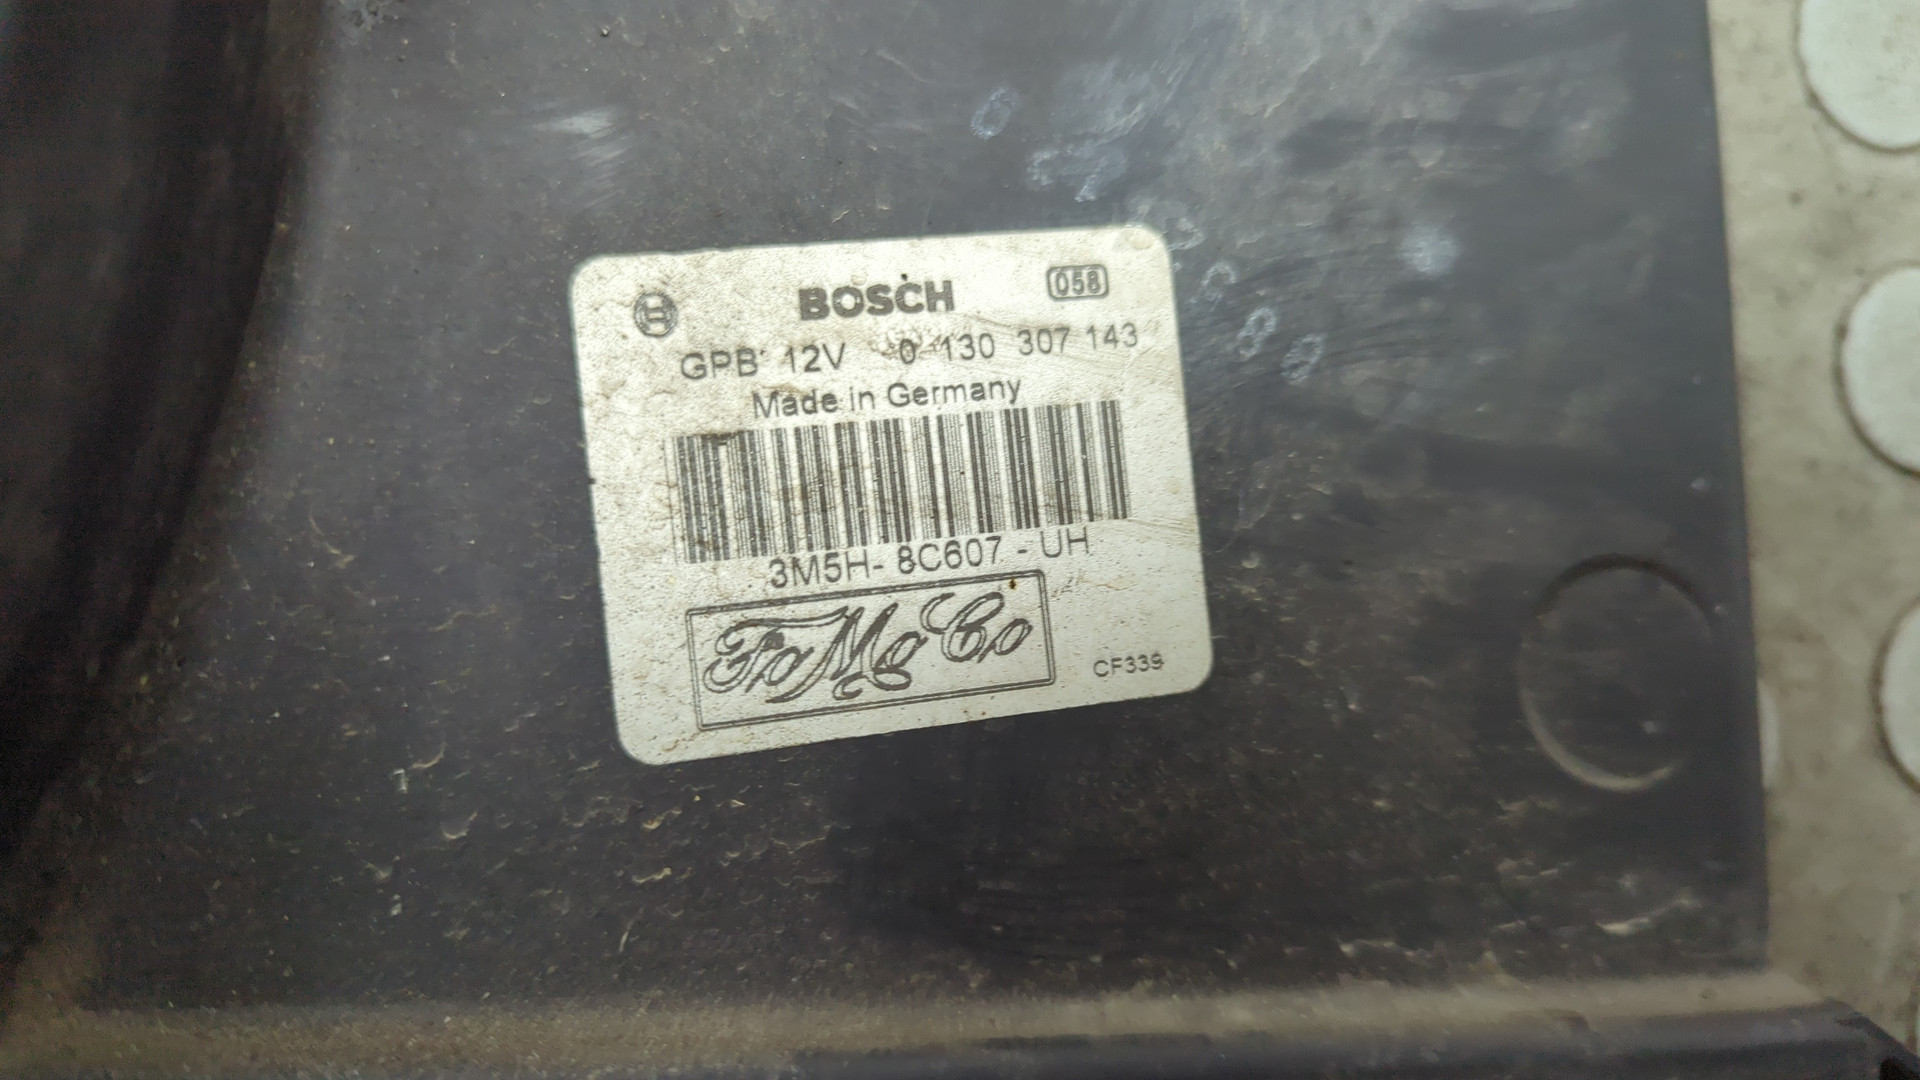 BOSCH 058
GPB 12V 0 130 307 143
Made in Germany
3M5H- 8C607 - UH
FoMoCo
CF339